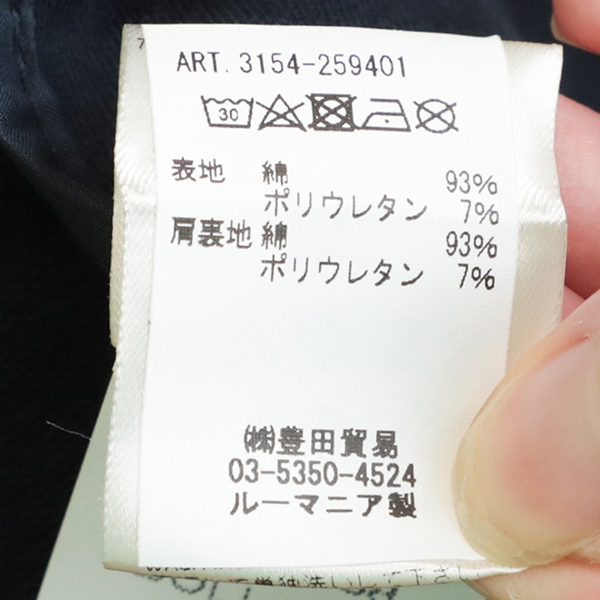 ART. 3154-259401
30
表地 綿 93%
ポリウレタン 7%
肩裏地 綿 93%
ポリウレタン 7%
㈱豊田貿易
03-5350-4524
ルーマニア製